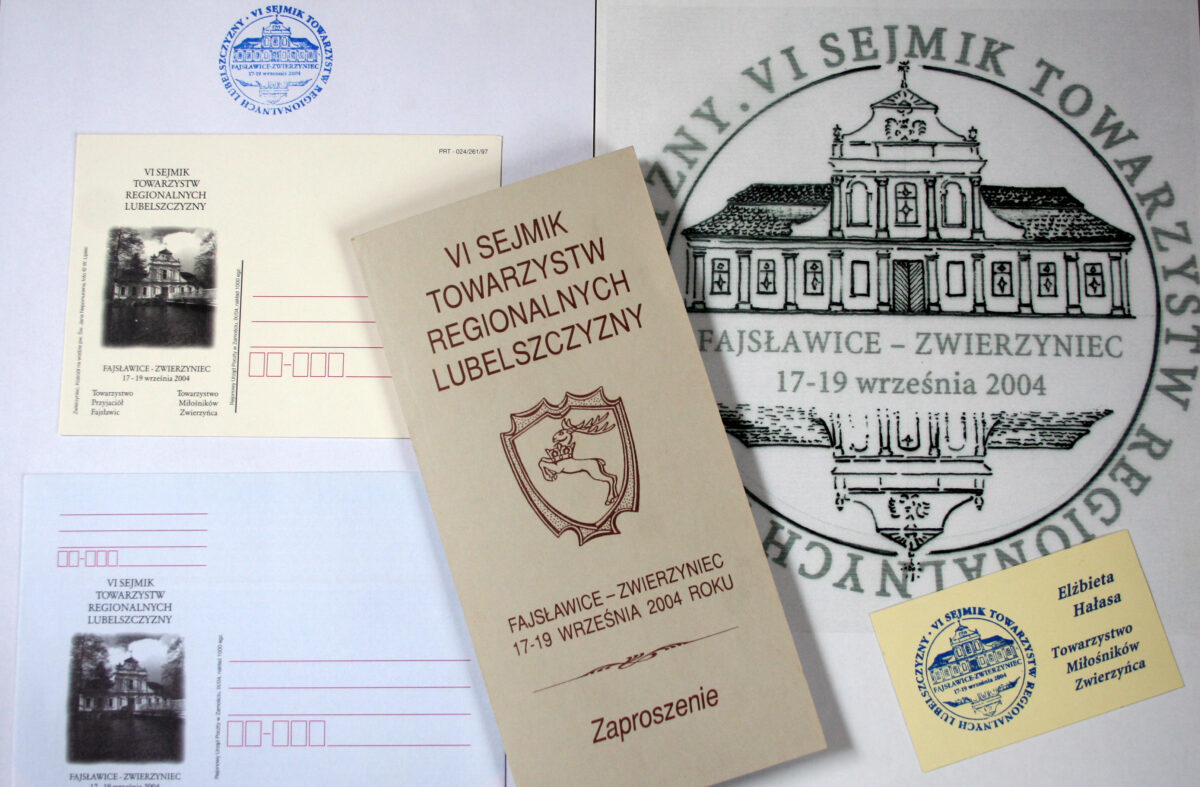 VI SEJMIK TOWARZYSTW REGIONALNYCH LUBELSZCZYZNY ·
FAJSŁAWICE-ZWIERZYNIEC
17-19 września 2004
PRT - 024/261/97
VI SEJMIK
TOWARZYSTW
REGIONALNYCH
LUBELSZCZYZNY
FAJSŁAWICE - ZWIERZYNIEC
17 - 19 września 2004
Towarzystwo
Przyjaciół
Fajsławic
Towarzystwo
Miłośników
Zwierzyńca
VI SEJMIK
TOWARZYSTW
REGIONALNYCH
LUBELSZCZYZNY
FAJSŁAWICE - ZWIERZYNIEC
VI SEJMIK
TOWARZYSTW
REGIONALNYCH
LUBELSZCZYZNY
FAJSŁAWICE – ZWIERZYNIEC
17-19 WRZEŚNIA 2004 ROKU
Zaproszenie
ZNY · VI SEJMIK TOWARZYSTW REGIONALNYCH
FAJSŁAWICE – ZWIERZYNIEC
17-19 września 2004
VI SEJMIK TOWARZYSTW REGIONALNYCH LUBELSZCZYZNY ·
FAJSŁAWICE-ZWIERZYNIEC
17-19 września 2004
Elżbieta
Hałasa
Towarzystwo
Miłośników
Zwierzyńca